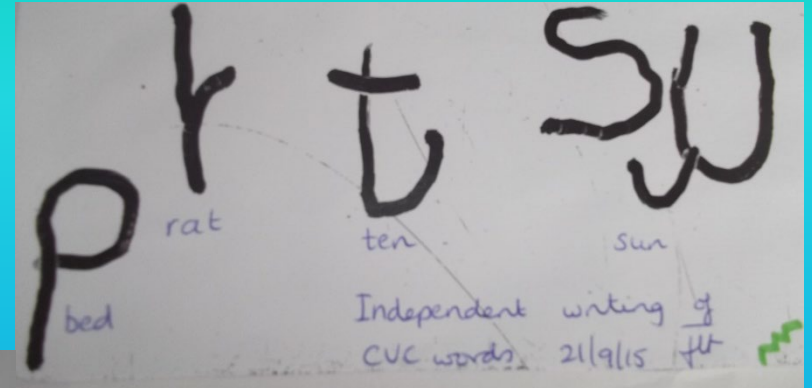 r t su
p
rat ten sun
bed
Independent writing of
CVC words 21/9/15